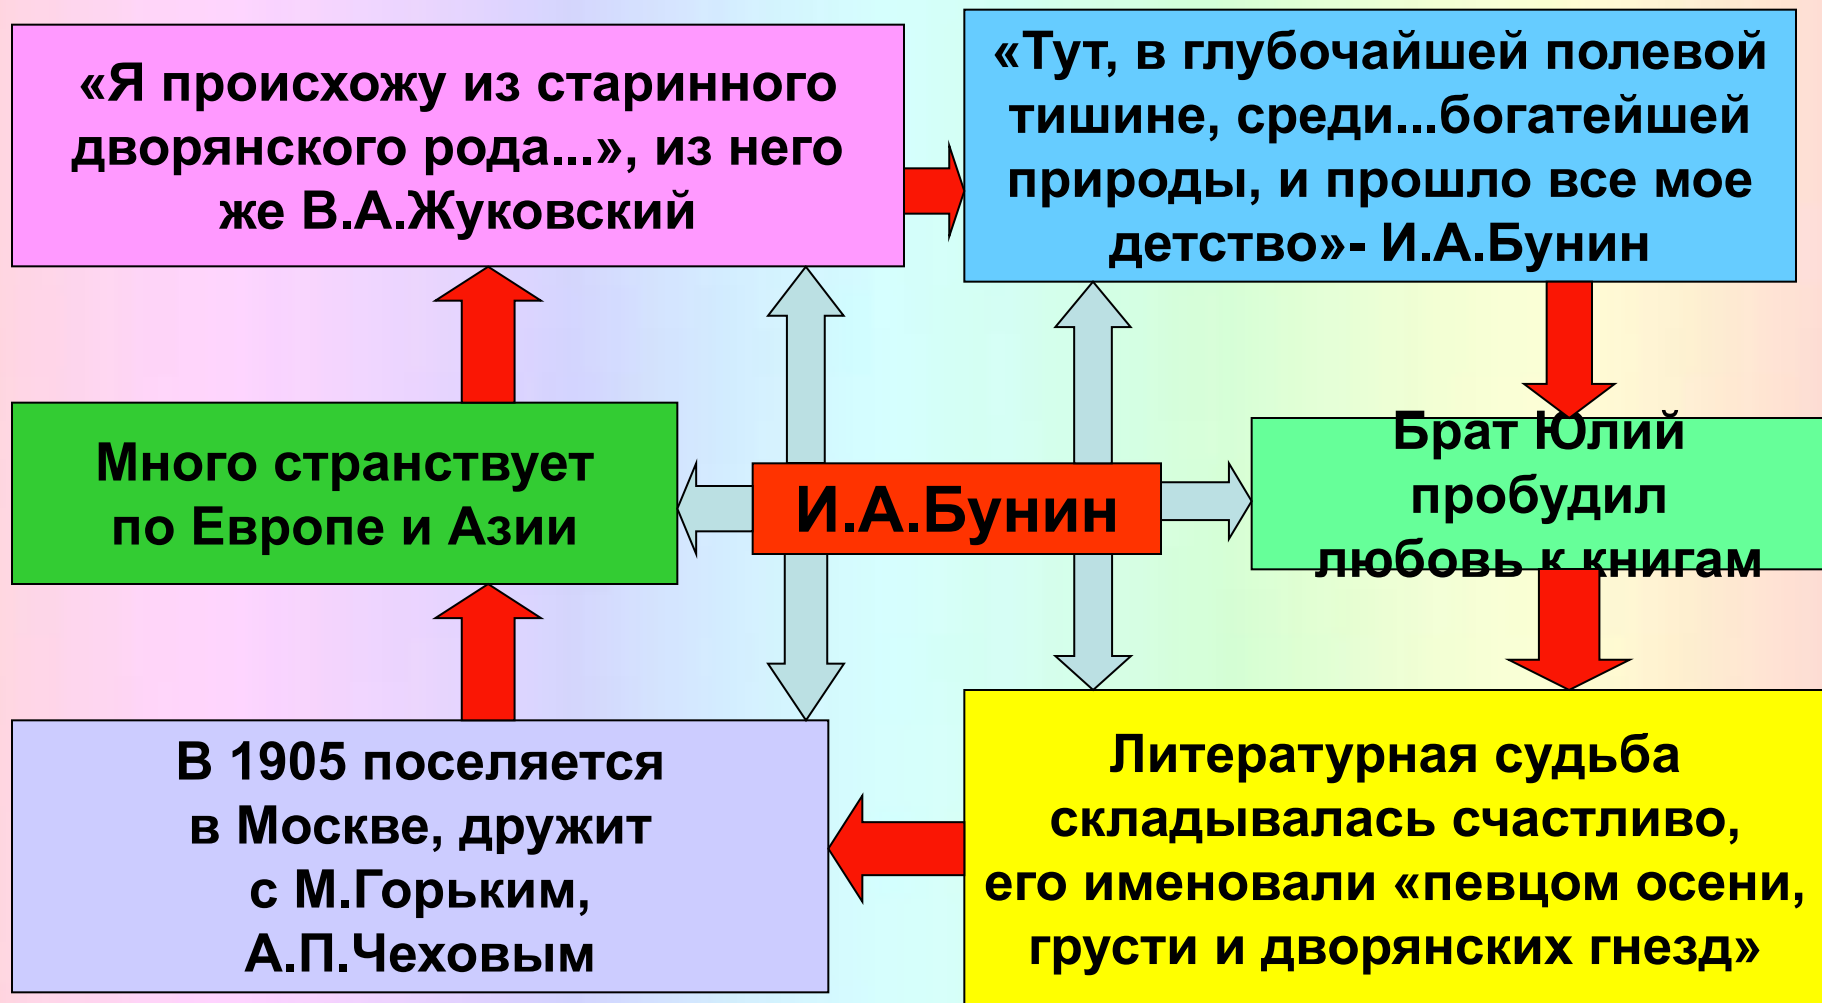 «Я происхожу из старинного
дворянского рода...», из него
же В.А.Жуковский
«Тут, в глубочайшей полевой
тишине, среди...богатейшей
природы, и прошло все мое
детство»- И.А.Бунин
Много странствует
по Европе и Азии
И.А.Бунин
Брат Юлий
пробудил
любовь к книгам
В 1905 поселяется
в Москве, дружит
с М.Горьким,
А.П.Чеховым
Литературная судьба
складывалась счастливо,
его именовали «певцом осени,
грусти и дворянских гнезд»